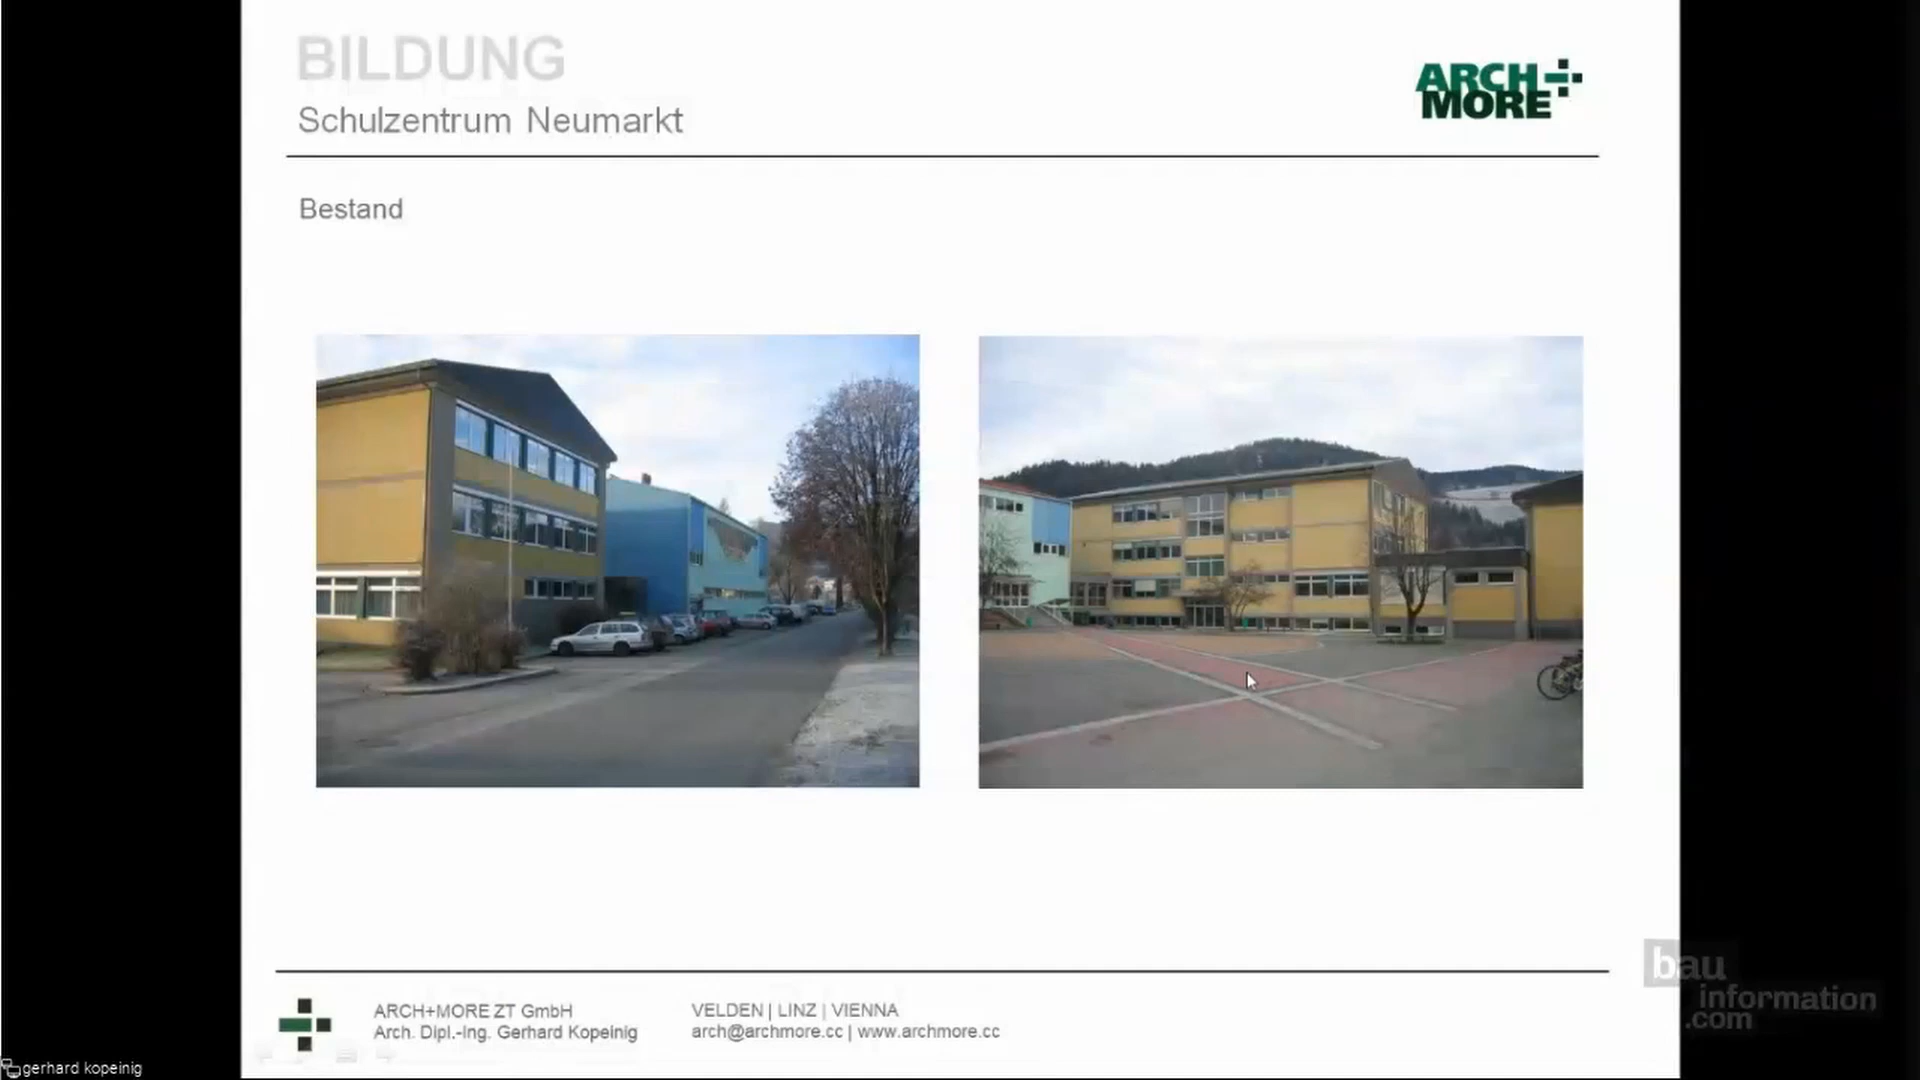 BILDUNG
Schulzentrum Neumarkt
ARCH
MORE
Bestand
ARCH+MORE ZT GmbH
Arch. Dipl.-Ing. Gerhard Kopeinig
VELDEN | LINZ | VIENNA
arch@archmore.cc | www.archmore.cc
bau
information
.com
gerhard kopeinig